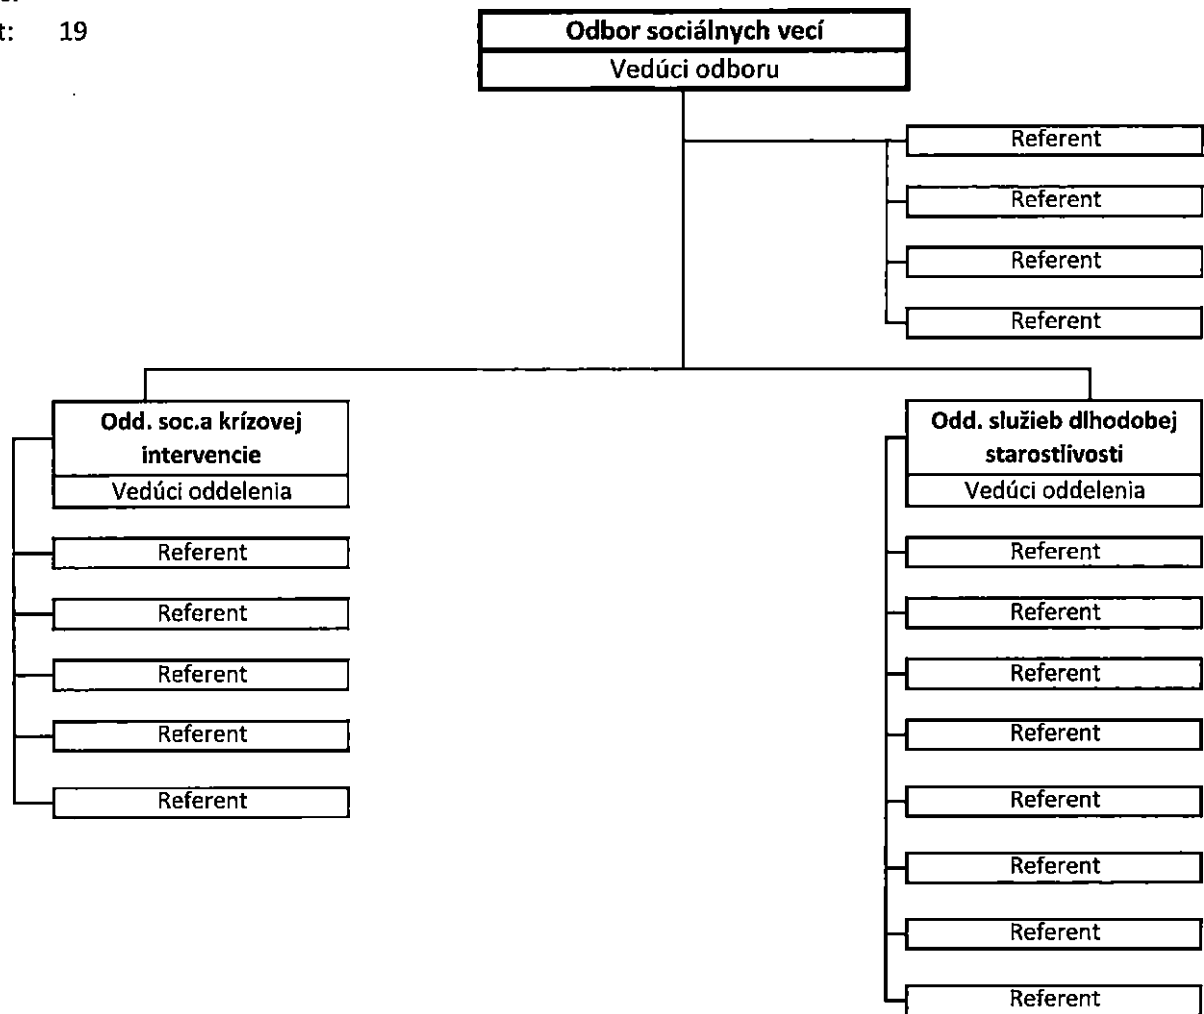 t: 19
Odbor sociálnych vecí
Vedúci odboru
Referent
Referent
Referent
Referent
Odd. soc.a krízovej
intervencie
Vedúci oddelenia
Referent
Referent
Referent
Referent
Referent
Odd. služieb dlhodobej
starostlivosti
Vedúci oddelenia
Referent
Referent
Referent
Referent
Referent
Referent
Referent
Referent